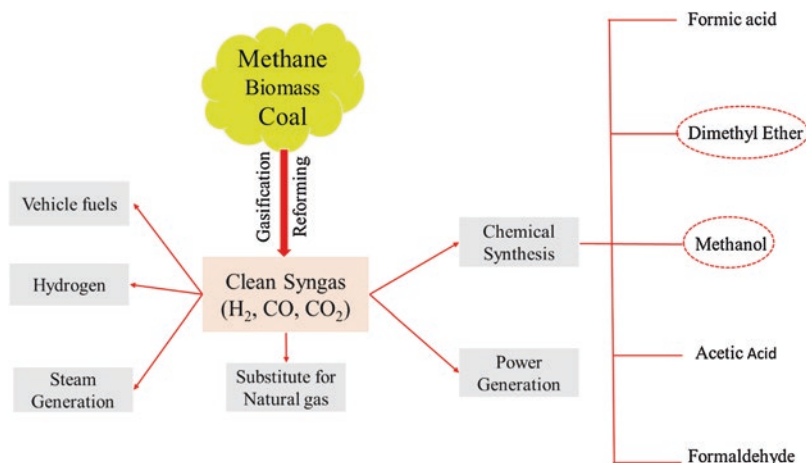 Methane
Biomass
Coal
Gasification
Reforming
Vehicle fuels
Hydrogen
Steam
Generation
Clean Syngas
(H₂, CO, CO₂)
Substitute for
Natural gas
Chemical
Synthesis
Power
Generation
Formic acid
Dimethyl Ether
Methanol
Acetic Acid
Formaldehyde